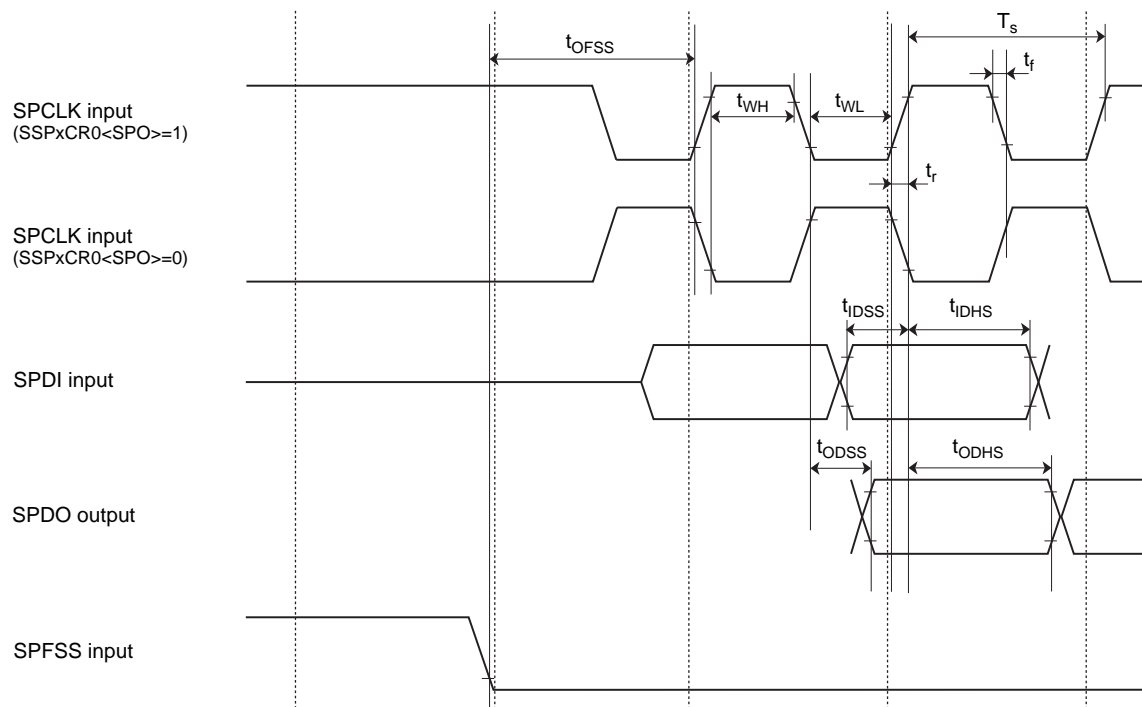 tOFSS
Ts
tf
SPCLK input
(SSPxCR0<SPO>=1)
tWH
tWL
tr
SPCLK input
(SSPxCR0<SPO>=0)
tIDSS
tIDHS
SPDI input
tODSS
tODHS
SPDO output
SPFSS input